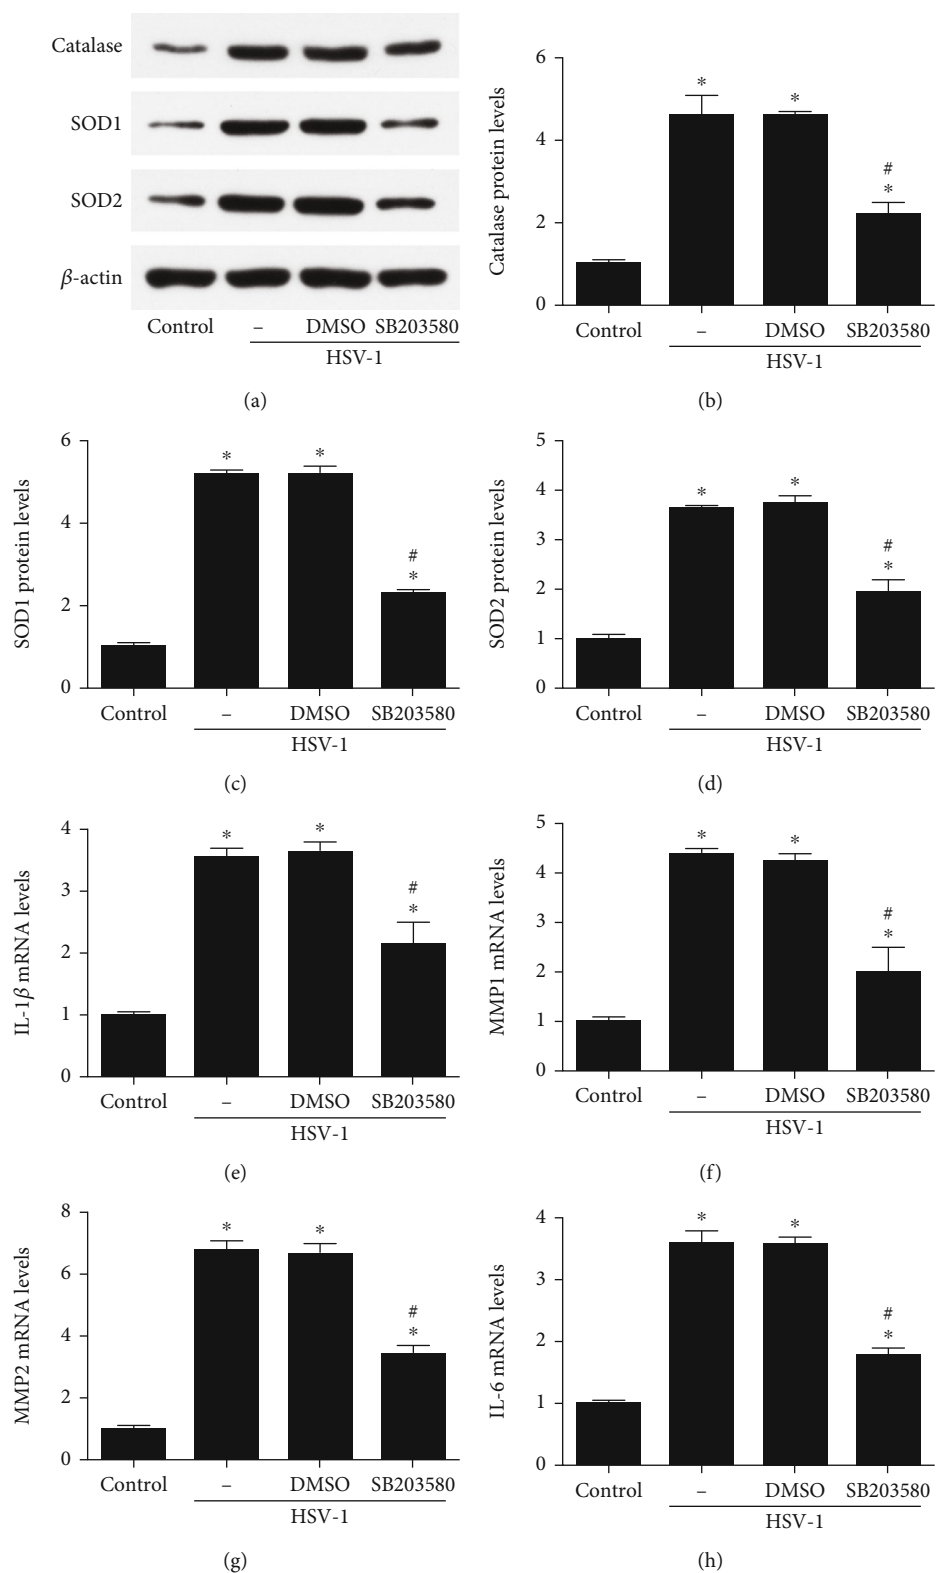 Catalase
SOD1
SOD2
β-actin
Control – DMSO SB203580
HSV-1
(a)
Catalase protein levels
6
4
2
0
* * # *
Control – DMSO SB203580
HSV-1
(b)
SOD1 protein levels
6
4
2
0
* * # *
Control – DMSO SB203580
HSV-1
(c)
SOD2 protein levels
5
4
3
2
1
0
* * # *
Control – DMSO SB203580
HSV-1
(d)
IL-1β mRNA levels
4
3
2
1
0
* * # *
Control – DMSO SB203580
HSV-1
(e)
MMP1 mRNA levels
5
4
3
2
1
0
* * # *
Control – DMSO SB203580
HSV-1
(f)
MMP2 mRNA levels
8
6
4
2
0
* * # *
Control – DMSO SB203580
HSV-1
(g)
IL-6 mRNA levels
4
3
2
1
0
* * # *
Control – DMSO SB203580
HSV-1
(h)